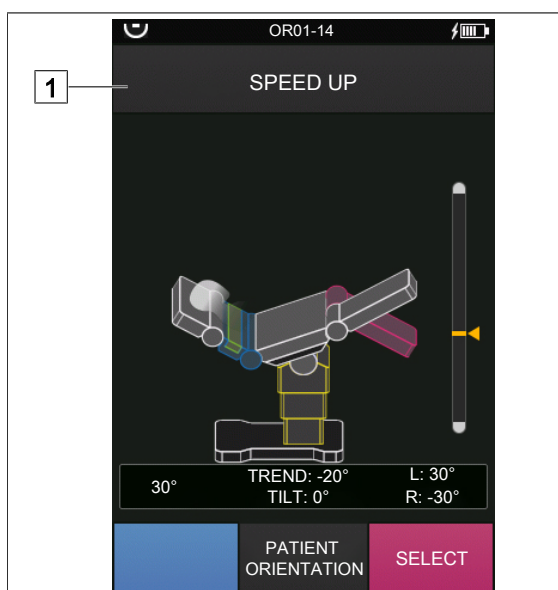 OR01-14
1
SPEED UP
30°
TREND: -20°
TILT: 0°
L: 30°
R: -30°
PATIENT
ORIENTATION
SELECT